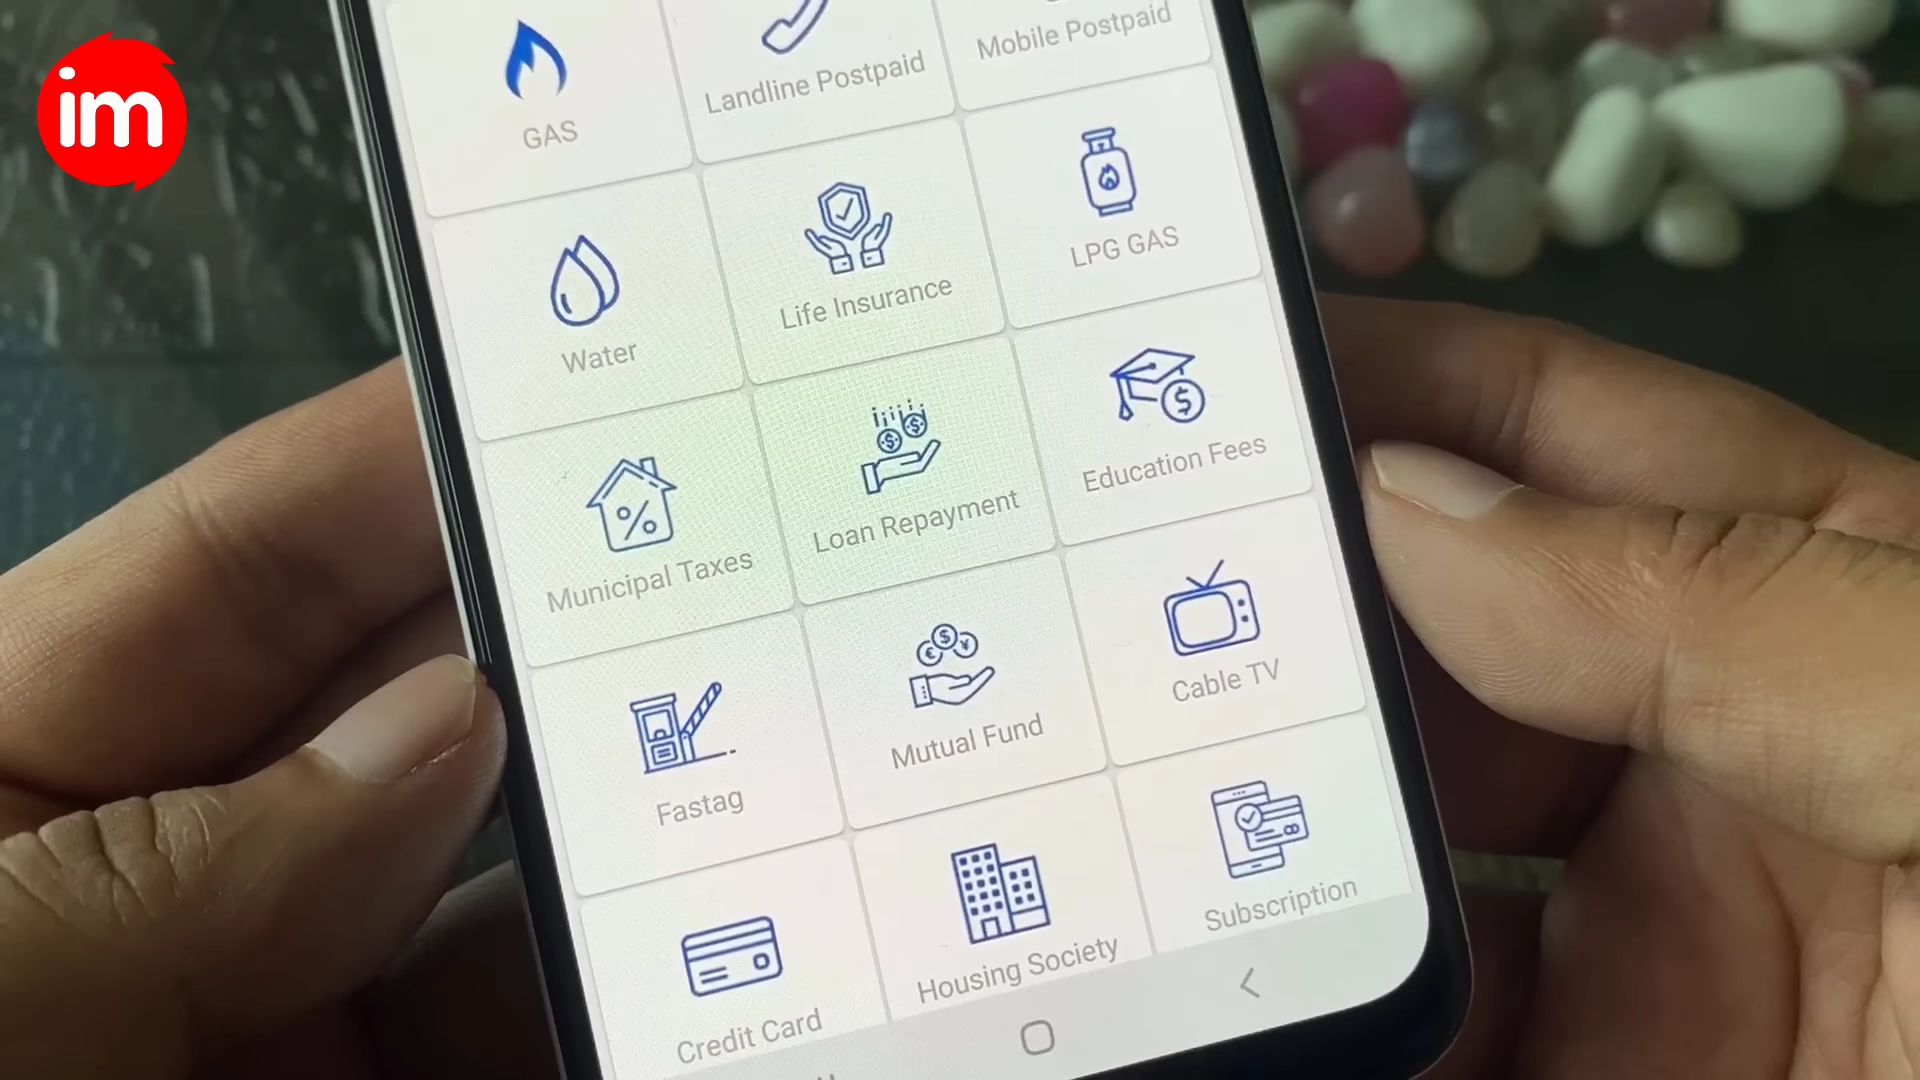 im
GAS
Landline Postpaid
Mobile Postpaid
Water
Life Insurance
LPG GAS
Municipal Taxes
Loan Repayment
Education Fees
Fastag
Mutual Fund
Cable TV
Credit Card
Housing Society
Subscription